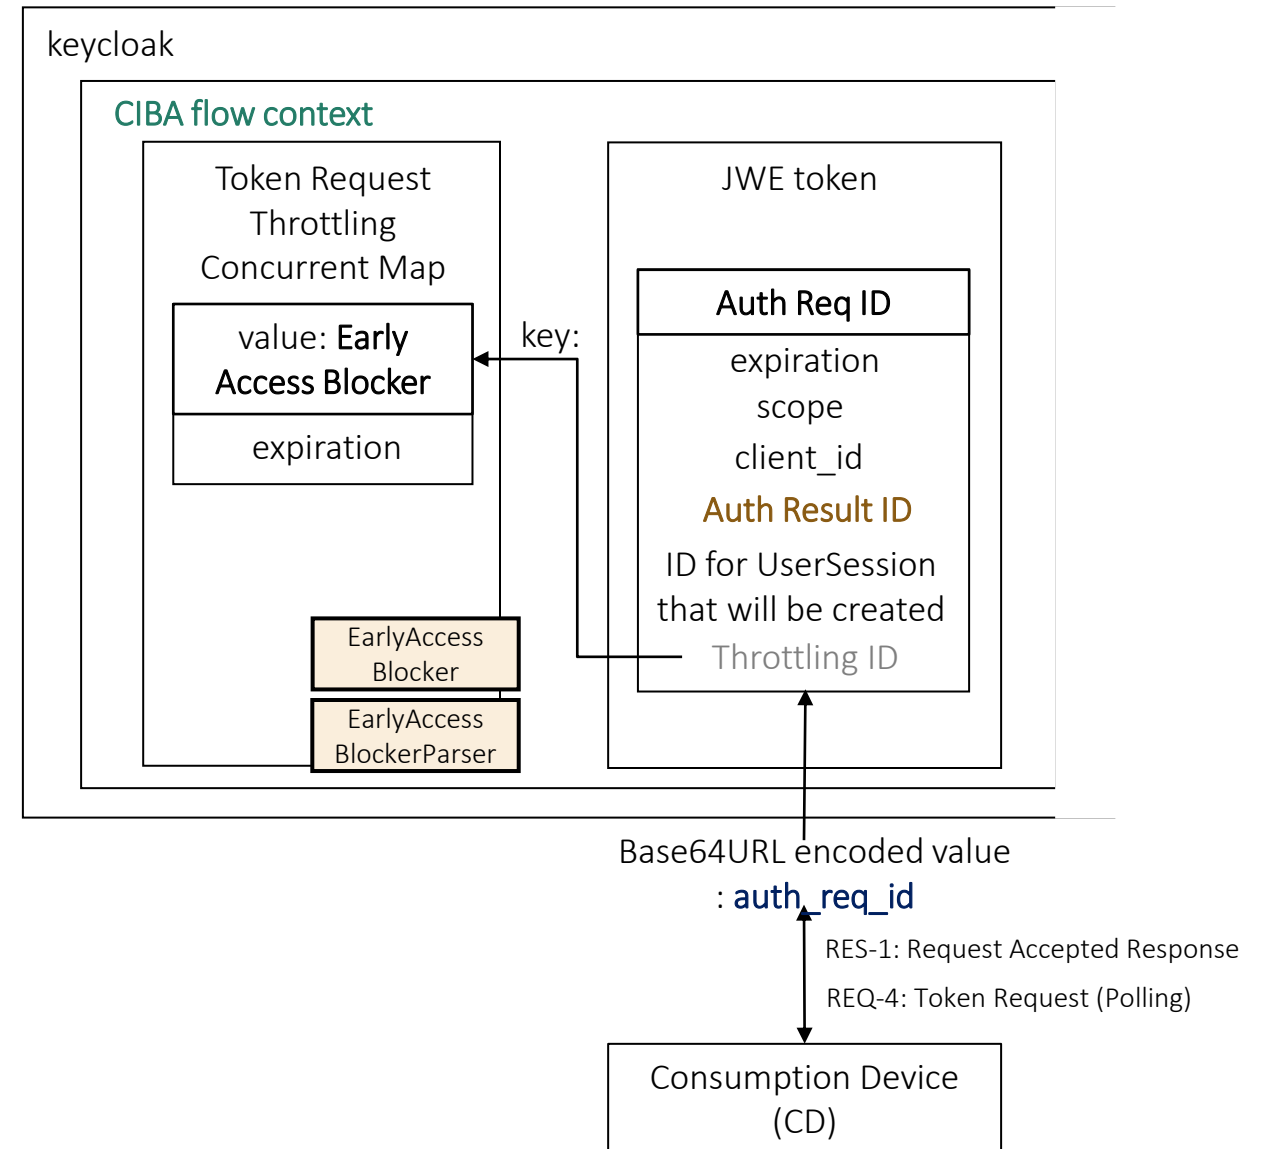 keycloak
CIBA flow context
Token Request
Throttling
Concurrent Map
value: Early
Access Blocker
expiration
key:
EarlyAccess
Blocker
EarlyAccess
BlockerParser
JWE token
Auth Req ID
expiration
scope
client_id
Auth Result ID
ID for UserSession
that will be created
Throttling ID
Base64URL encoded value
: auth_req_id
RES-1: Request Accepted Response
REQ-4: Token Request (Polling)
Consumption Device
(CD)